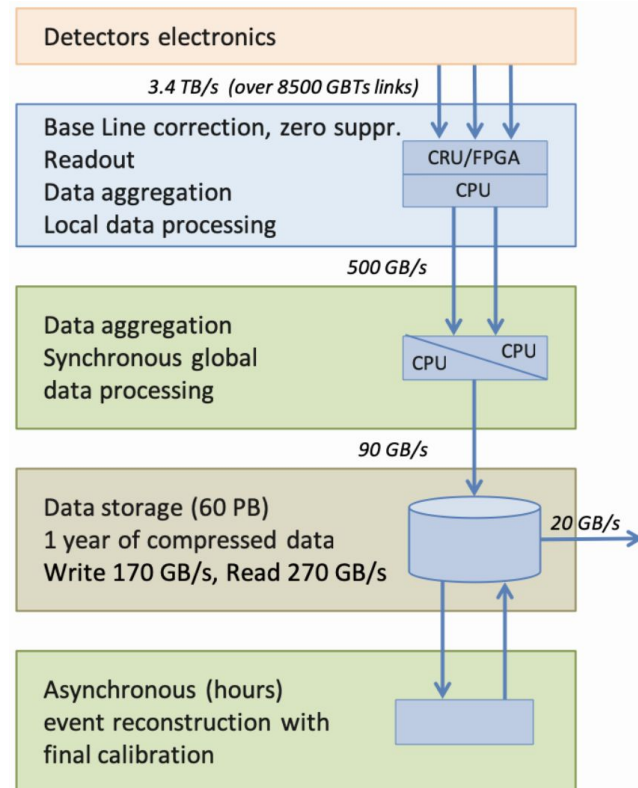 Detectors electronics
3.4 TB/s (over 8500 GBTs links)
Base Line correction, zero suppr.
Readout
Data aggregation
Local data processing
CRU/FPGA
CPU
500 GB/s
Data aggregation
Synchronous global
data processing
CPU
CPU
90 GB/s
Data storage (60 PB)
1 year of compressed data
Write 170 GB/s, Read 270 GB/s
20 GB/s
Asynchronous (hours)
event reconstruction with
final calibration